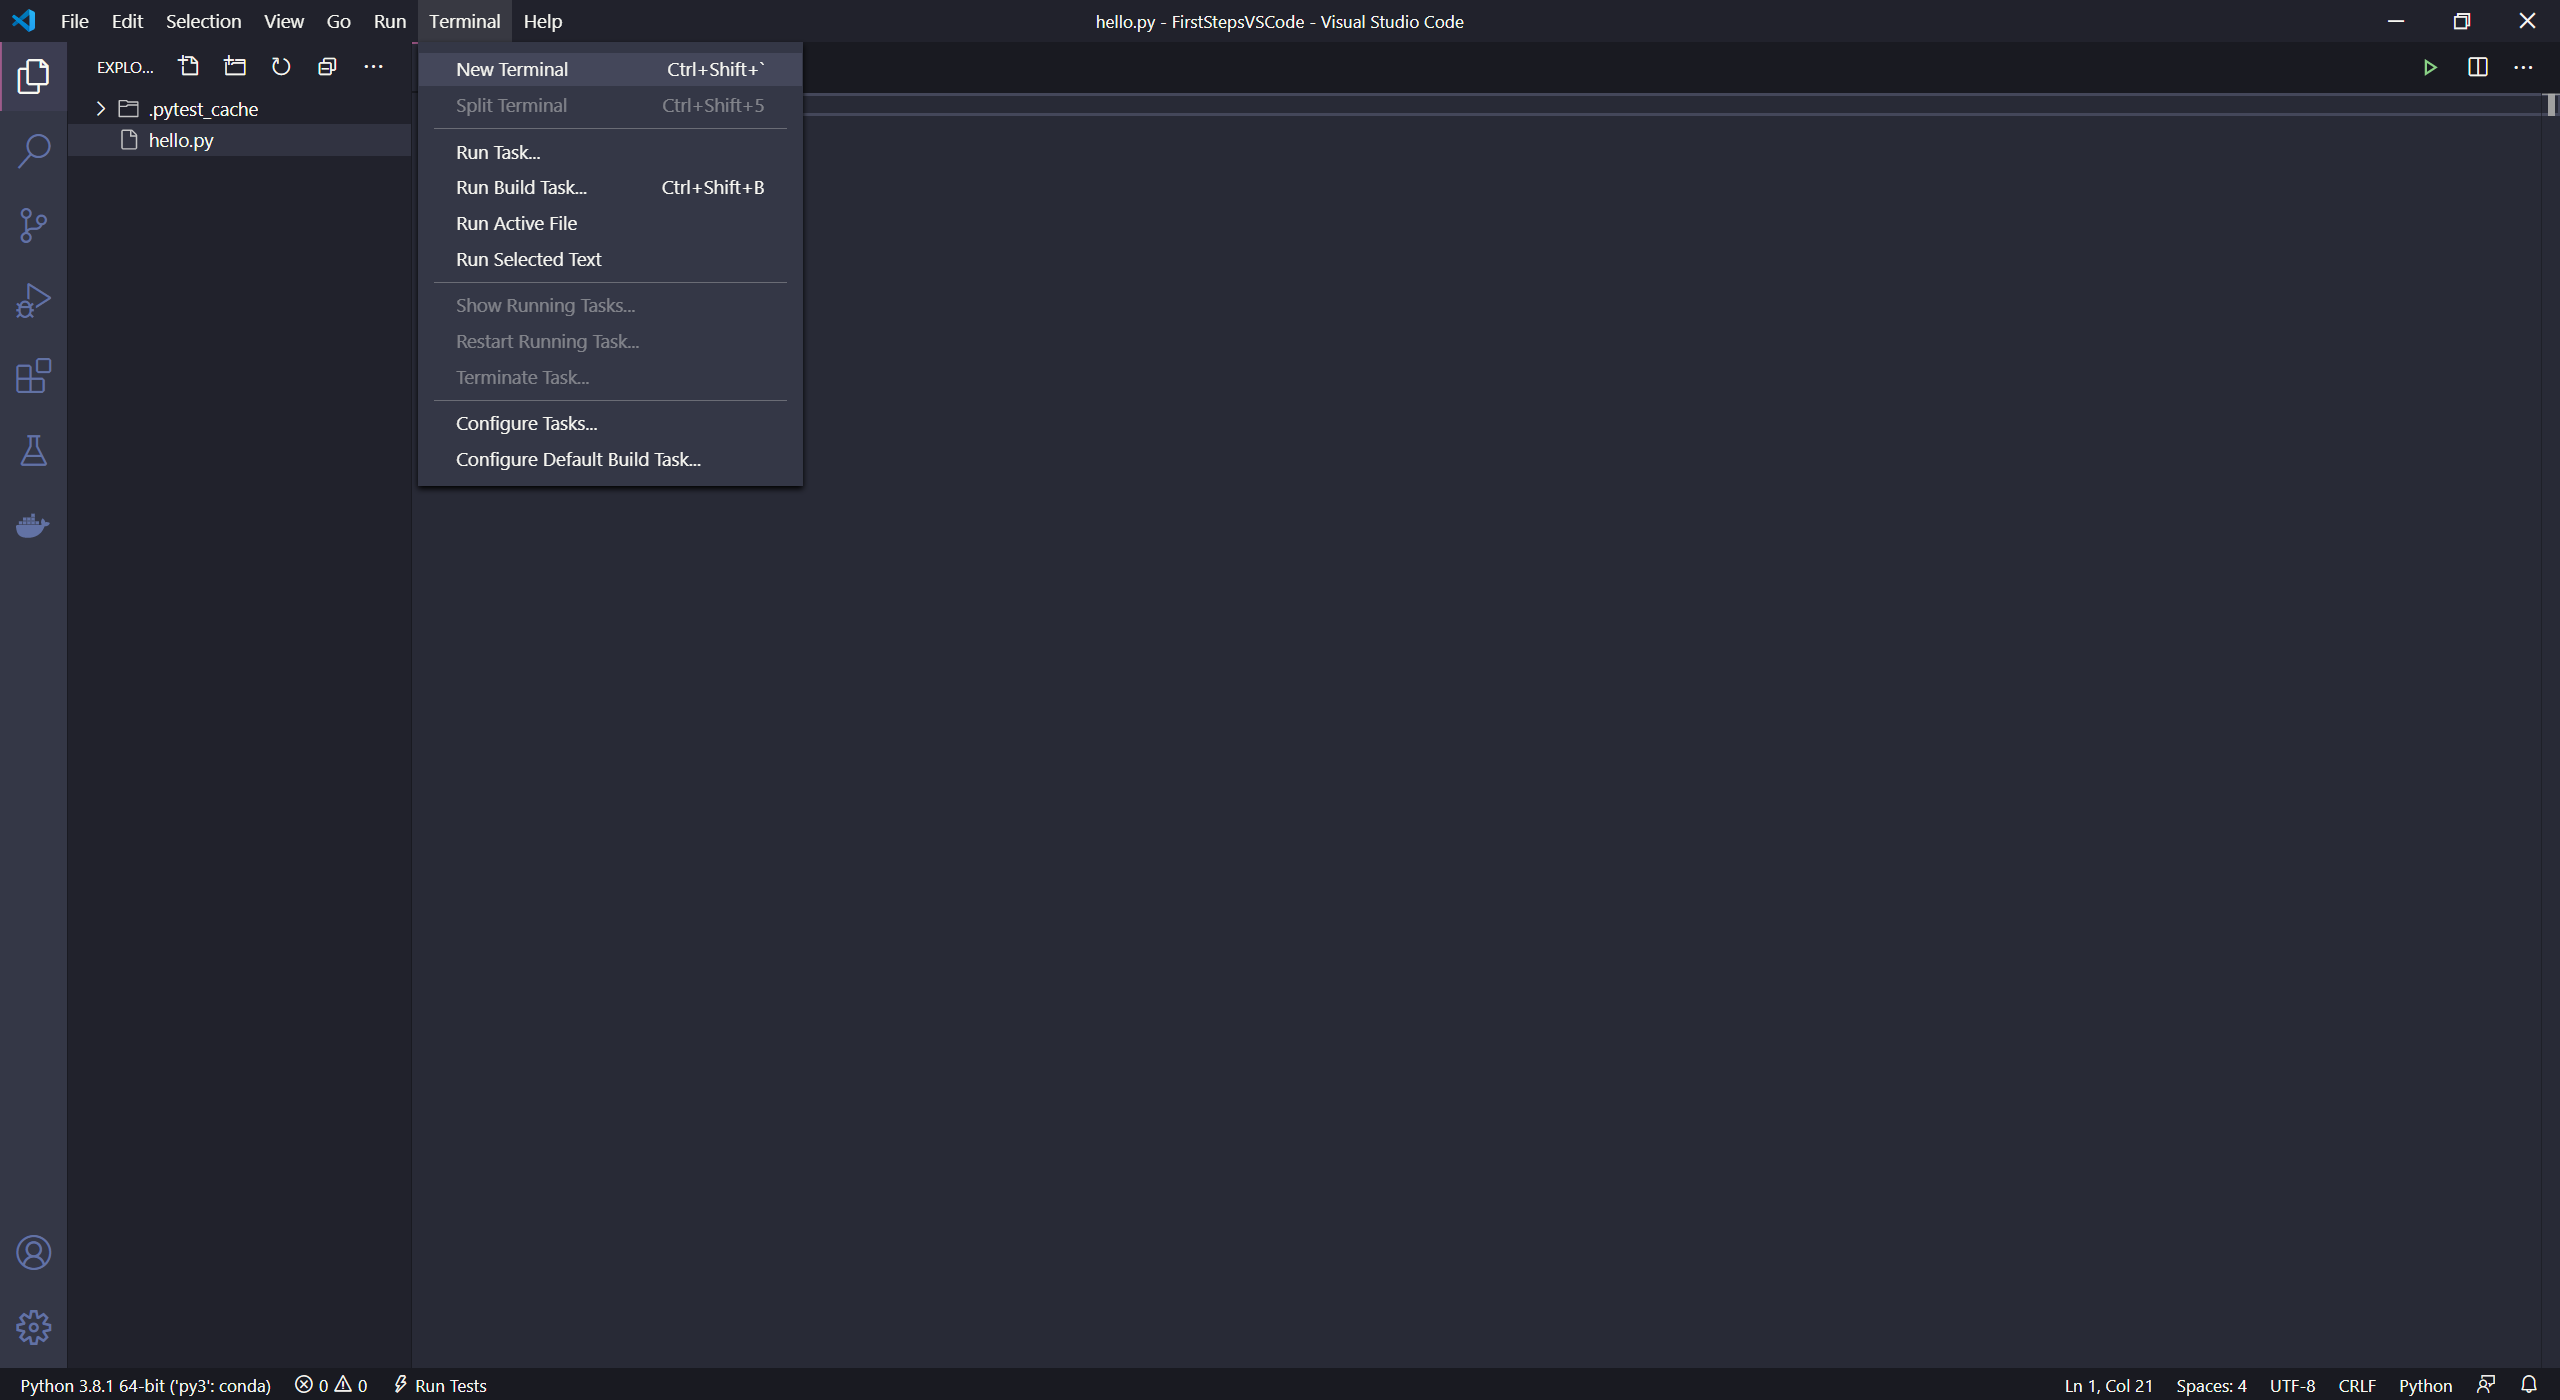 File Edit Selection View Go Run Terminal Help hello.py - FirstStepsVSCode - Visual Studio Code
EXPLO...
.pytest_cache
hello.py
New Terminal Ctrl+Shift+`
Split Terminal Ctrl+Shift+5
Run Task...
Run Build Task... Ctrl+Shift+B
Run Active File
Run Selected Text
Show Running Tasks...
Restart Running Task...
Terminate Task...
Configure Tasks...
Configure Default Build Task...
Python 3.8.1 64-bit ('py3': conda) 0 0 Run Tests Ln 1, Col 21 Spaces: 4 UTF-8 CRLF Python